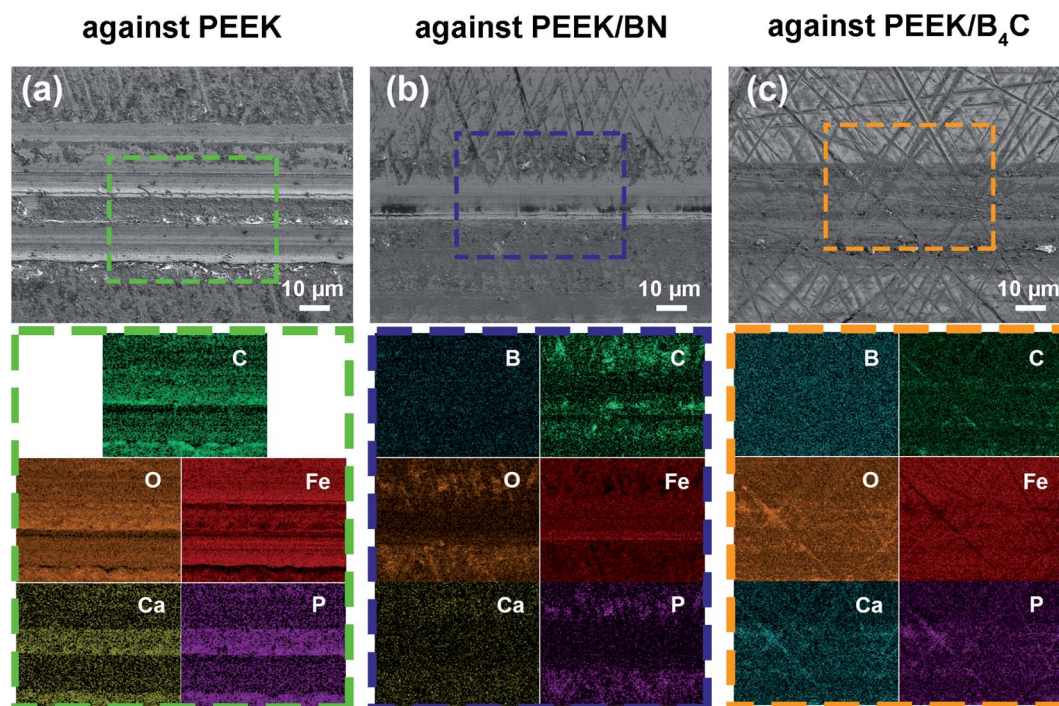 against PEEK
against PEEK/BN
against PEEK/B₄C
(a)
(b)
(c)
10 μm
10 μm
10 μm
C
B
C
B
C
O
Fe
O
Fe
O
Fe
Ca
P
Ca
P
Ca
P